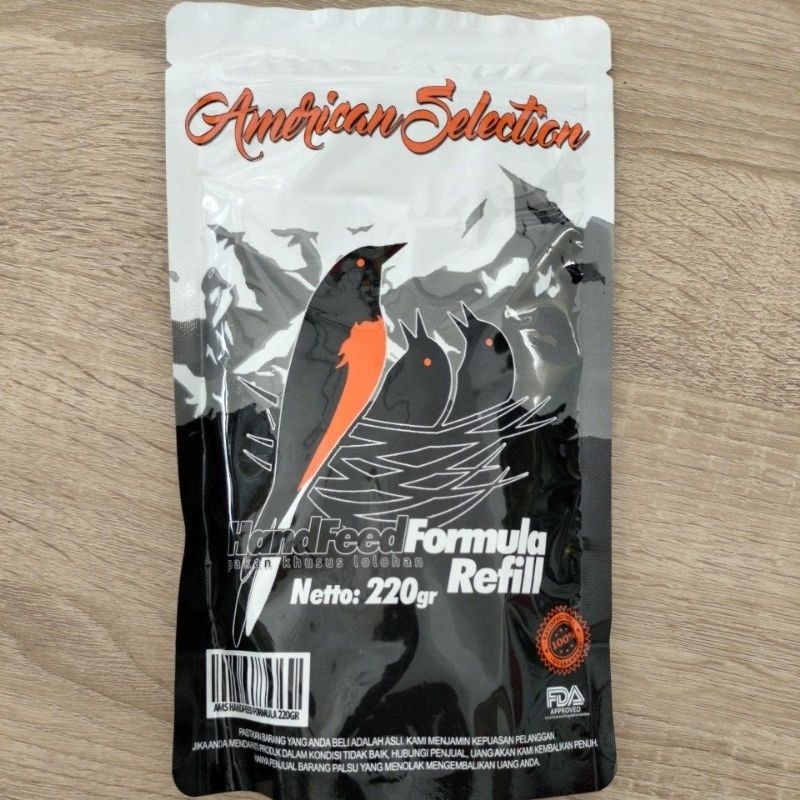 American Selection
HandFeed Formula
pakan khusus lolohan
Refill
Netto: 220gr
100%
FDA
APPROVED
AMS HANDFEED FORMULA 220GR
PASTIKAN BARANG YANG ANDA BELI ADALAH ASLI. KAMI MENJAMIN KEPUASAN PELANGGAN.
JIKA ANDA MENDAPATI PRODUK DALAM KONDISI TIDAK BAIK, HUBUNGI PENJUAL, UANG AKAN KAMI KEMBALIKAN PENUH.
HANYA PENJUAL BARANG PALSU YANG MENOLAK MENGEMBALIKAN UANG ANDA.